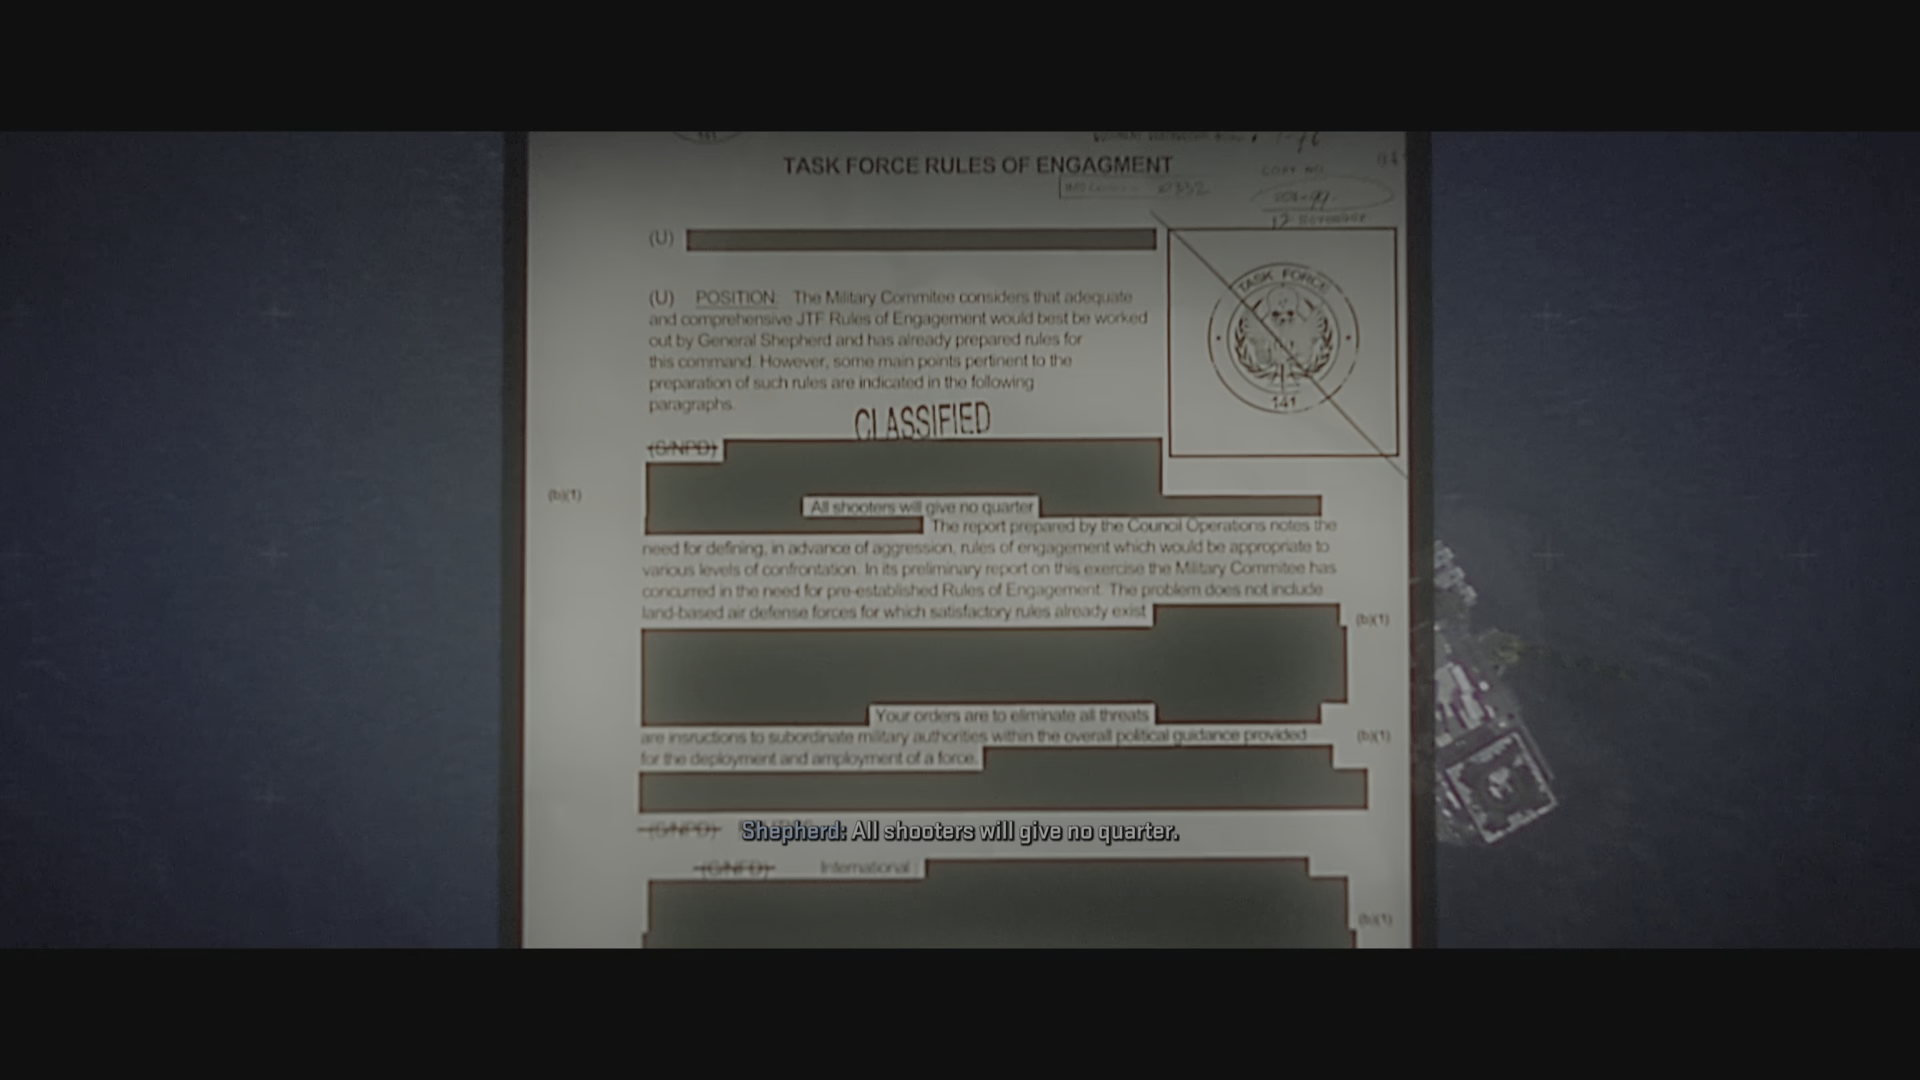 TASK FORCE RULES OF ENGAGMENT
COPY NO.
17 November
(U)
(U) POSITION: The Military Commitee considers that adequate
and comprehensive JTF Rules of Engagement would best be worked
out by General Shepherd and has already prepared rules for
this command. However, some main points pertinent to the
preparation of such rules are indicated in the following
paragraphs.
TASK FORCE
141
CLASSIFIED
(b)(1)
All shooters will give no quarter
The report prepared by the Council Operations notes the
need for defining, in advance of aggression, rules of engagement which would be appropriate to
various levels of confrontation. In its preliminary report on this exercise the Military Commitee has
concurred in the need for pre-established Rules of Engagement. The problem does not include
land-based air defense forces for which satisfactory rules already exist
(b)(1)
Your orders are to eliminate all threats
are insructions to subordinate military authorities within the overall political guidance provided
(b)(1)
for the deployment and amployment of a force.
Shepherd: All shooters will give no quarter.
International :
(b)(1)